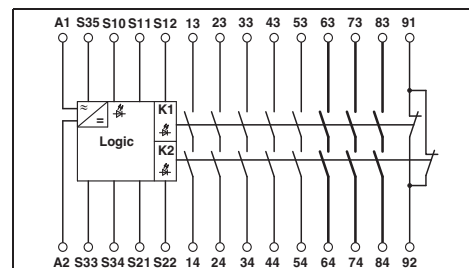 A1 S35 S10 S11 S12 13 23 33 43 53 63 73 83 91
≈
=
K1
Logic
K2
A2 S33 S34 S21 S22 14 24 34 44 54 64 74 84 92